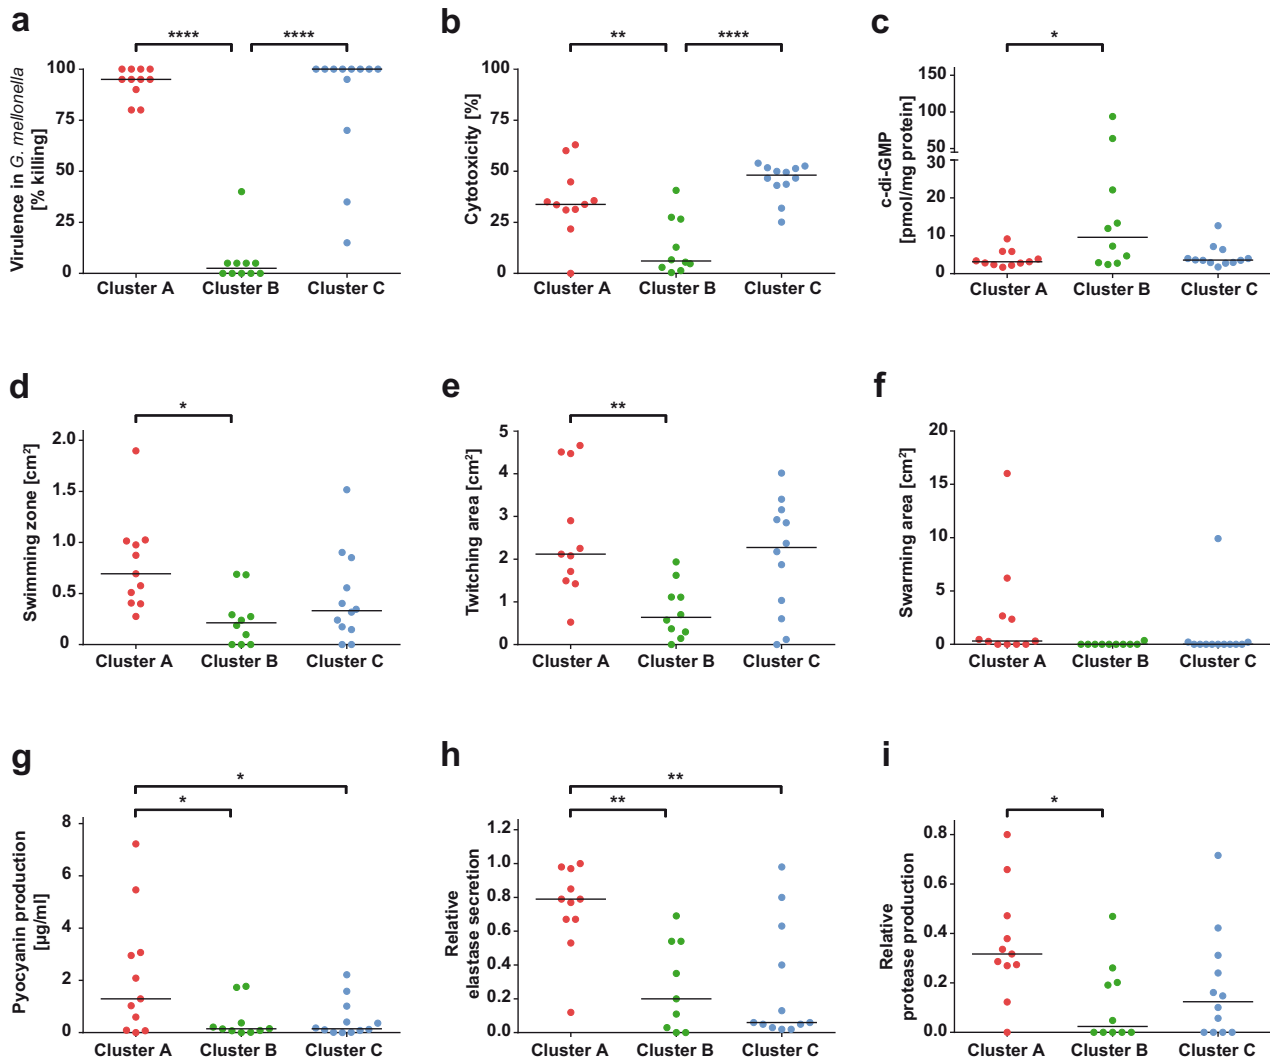 a
**** ****
Virulence in G. mellonella
[% killing]
100
75
50
25
0
Cluster A Cluster B Cluster C
b
** ****
Cytotoxicity [%]
100
75
50
25
0
Cluster A Cluster B Cluster C
c
*
c-di-GMP
[pmol/mg protein]
150
100
50
30
20
10
0
Cluster A Cluster B Cluster C
d
*
Swimming zone [cm²]
2.0
1.5
1.0
0.5
0
Cluster A Cluster B Cluster C
e
**
Twitching area [cm²]
5
4
3
2
1
0
Cluster A Cluster B Cluster C
f
Swarming area [cm²]
20
15
10
5
0
Cluster A Cluster B Cluster C
g
*
*
Pyocyanin production
[µg/ml]
8
6
4
2
0
Cluster A Cluster B Cluster C
h
**
**
Relative
elastase secretion
1.2
1.0
0.8
0.6
0.4
0.2
0.0
Cluster A Cluster B Cluster C
i
*
Relative
protease production
0.8
0.6
0.4
0.2
0.0
Cluster A Cluster B Cluster C